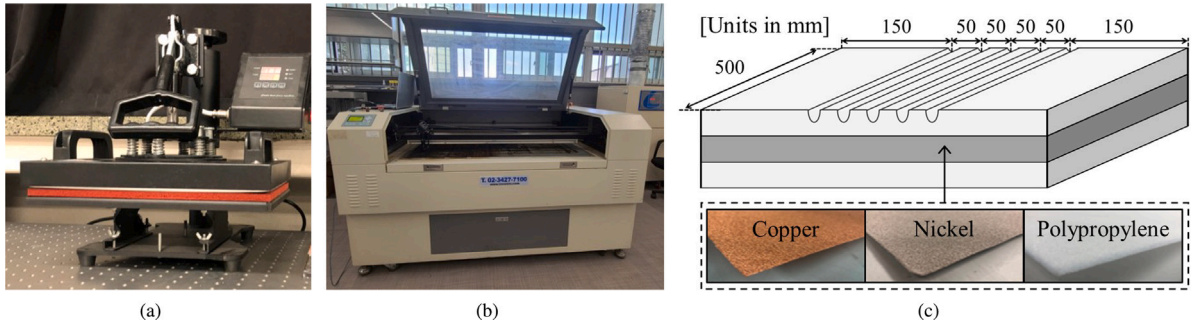 T. 02-3427-7100
[Units in mm]
150
50
50
50
50
150
500
Copper
Nickel
Polypropylene
(a)
(b)
(c)